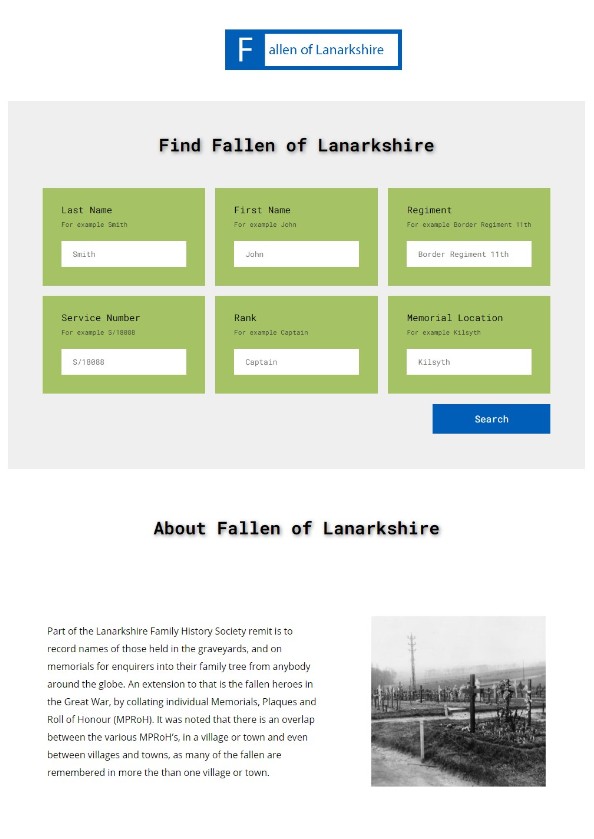 Fallen of Lanarkshire
Find Fallen of Lanarkshire
Last Name
For example Smith
Smith
First Name
For example John
John
Regiment
For example Border Regiment 11th
Border Regiment 11th
Service Number
For example S/18088
S/18088
Rank
For example Captain
Captain
Memorial Location
For example Kilsyth
Kilsyth
Search
About Fallen of Lanarkshire
Part of the Lanarkshire Family History Society remit is to
record names of those held in the graveyards, and on
memorials for enquirers into their family tree from anybody
around the globe. An extension to that is the fallen heroes in
the Great War, by collating individual Memorials, Plaques and
Roll of Honour (MPRoH). It was noted that there is an overlap
between the various MPRoH’s, in a village or town and even
between villages and towns, as many of the fallen are
remembered in more the than one village or town.